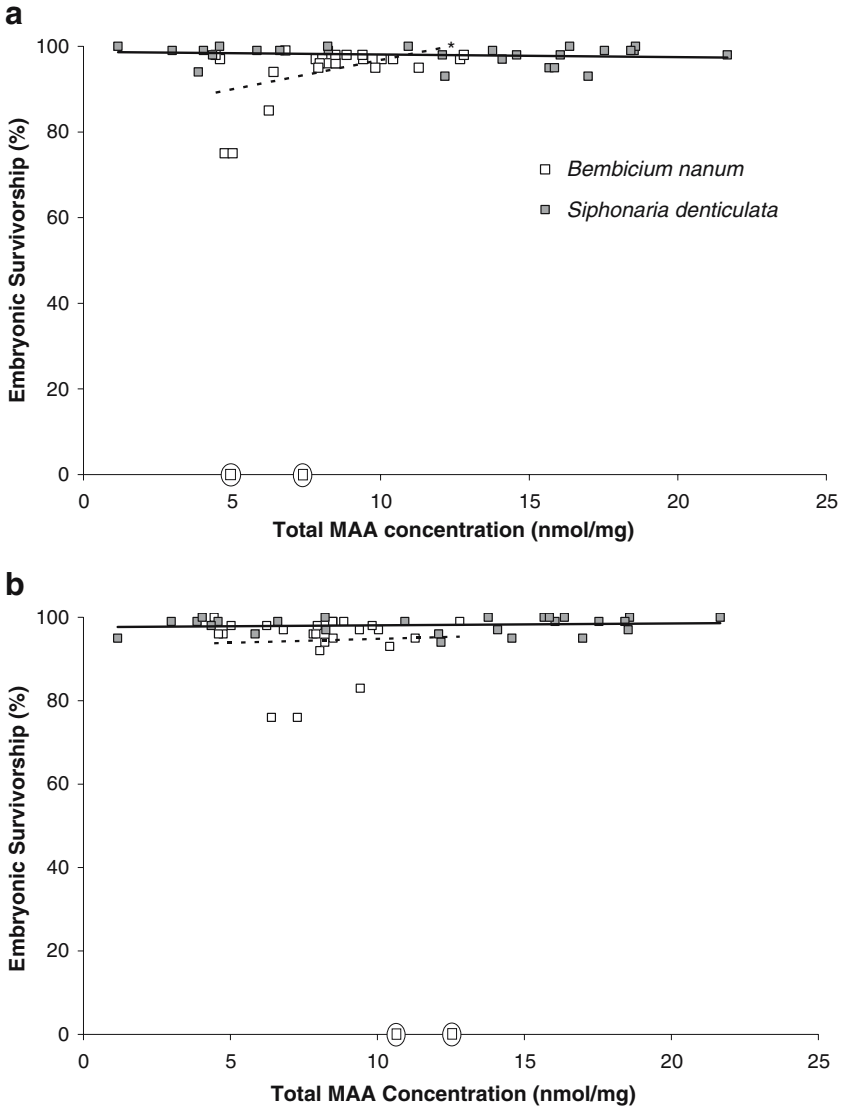 a
100
80
60
40
20
0
Embryonic Survivorship (%)
*
Bembicium nanum
Siphonaria denticulata
0 5 10 15 20 25
Total MAA concentration (nmol/mg)
b
100
80
60
40
20
0
Embryonic Survivorship (%)
0 5 10 15 20 25
Total MAA Concentration (nmol/mg)